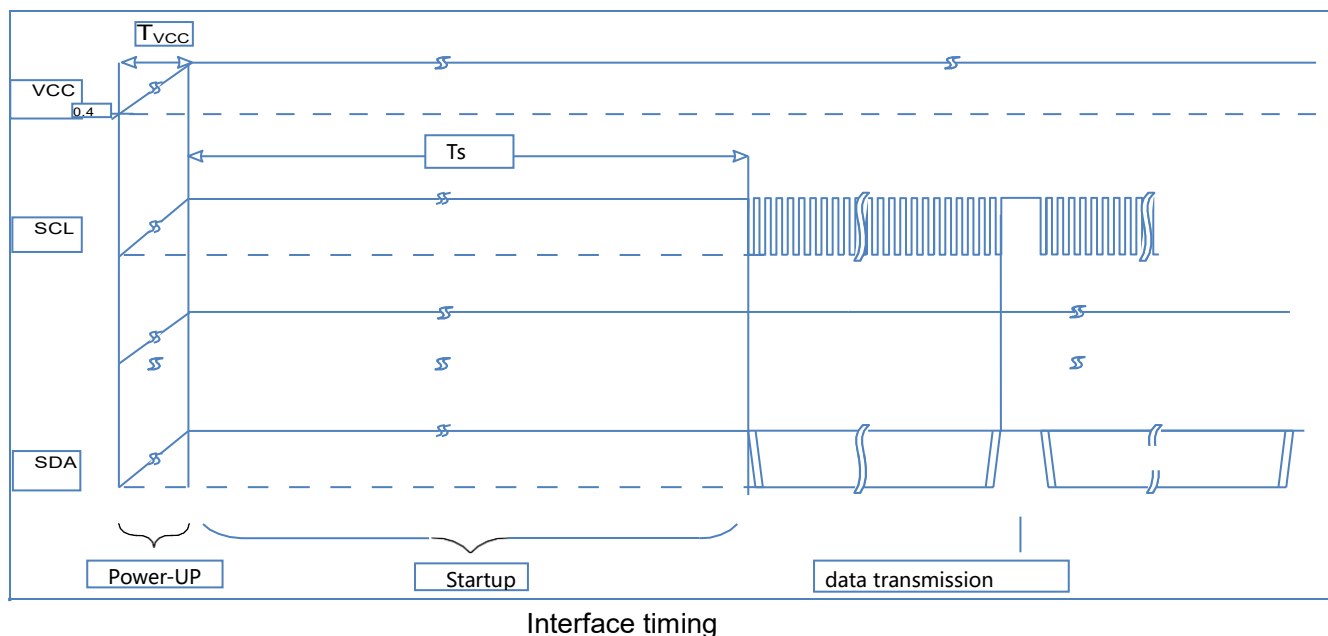 TVCC
VCC
0.4
Ts
SCL
SDA
Power-UP
Startup
data transmission
Interface timing